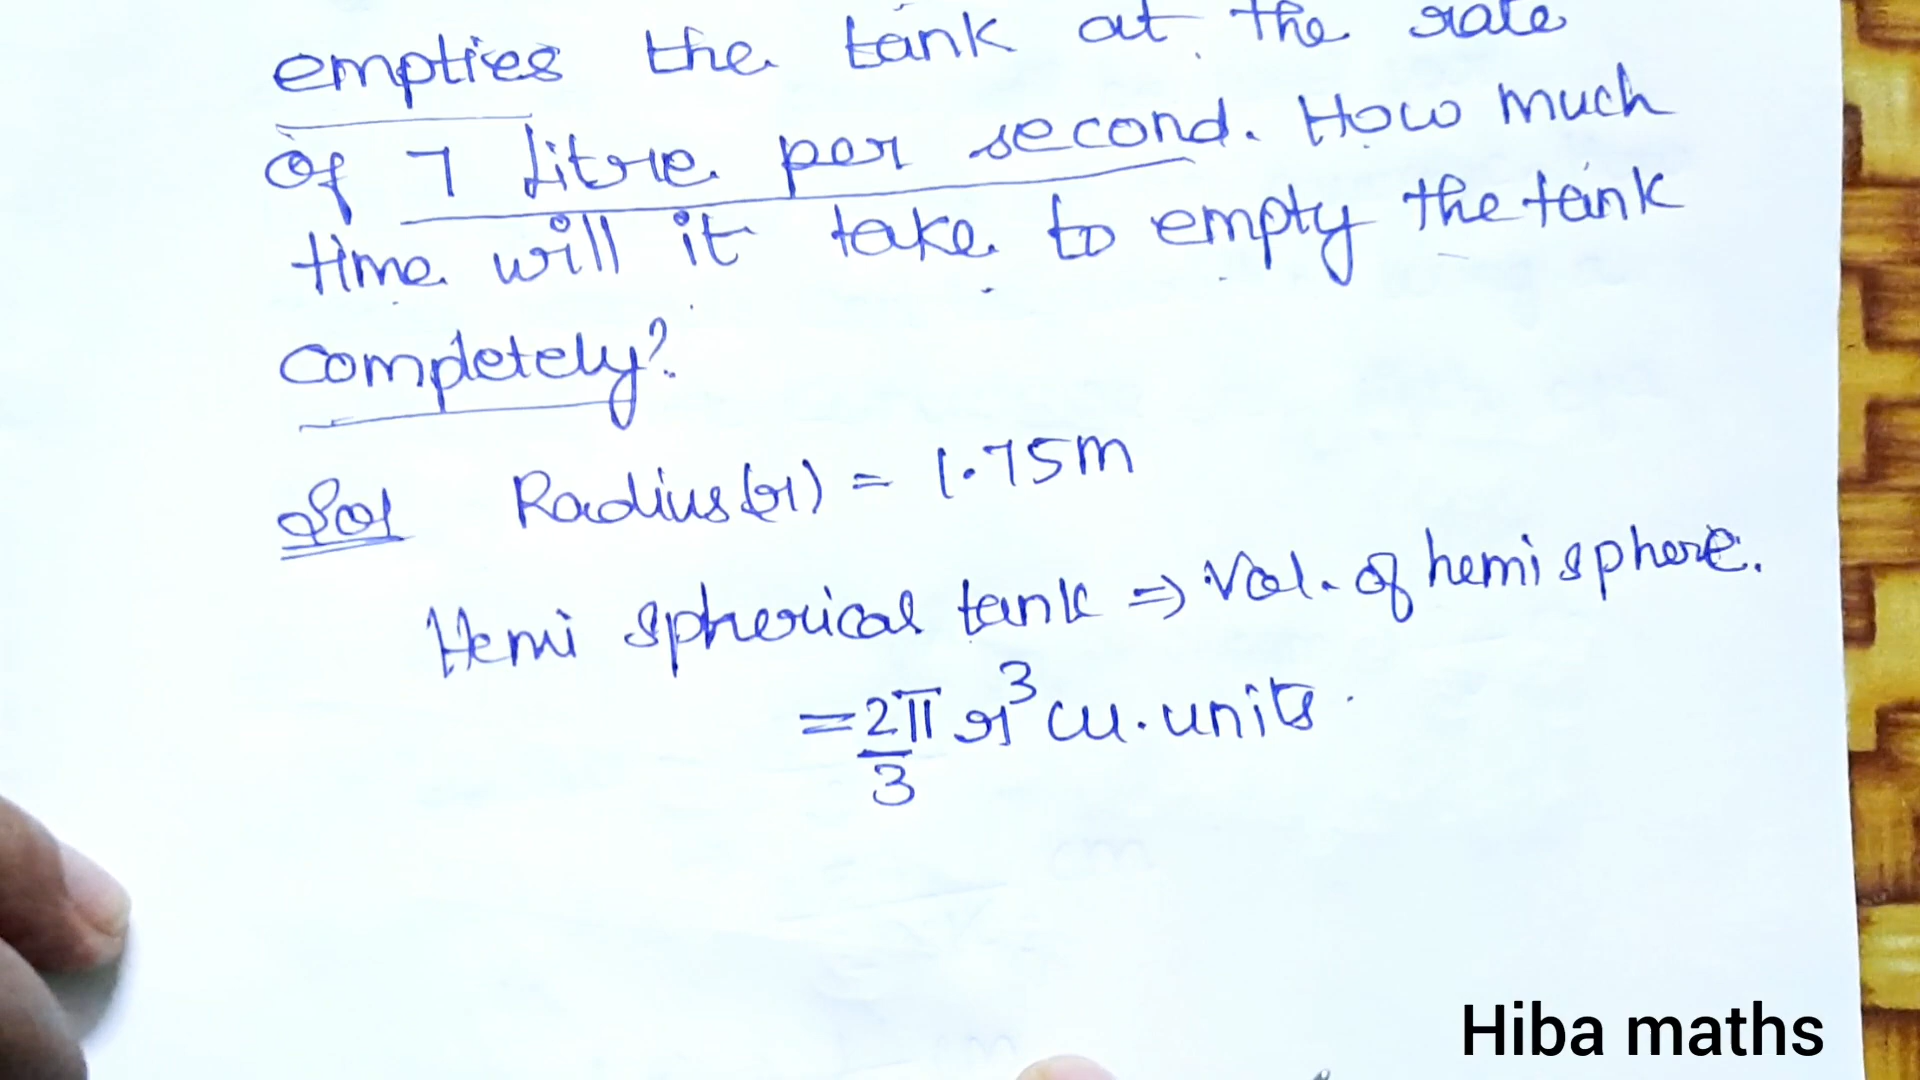 empties the tank at the rate
of 7 litre per second. How much
time will it take to empty the tank
completely?
Sol Radius(r) = 1.75m
Hemi spherical tank ⇒ Vol. of hemisphere.
= 2π/3 r³ cu.units.
Hiba maths